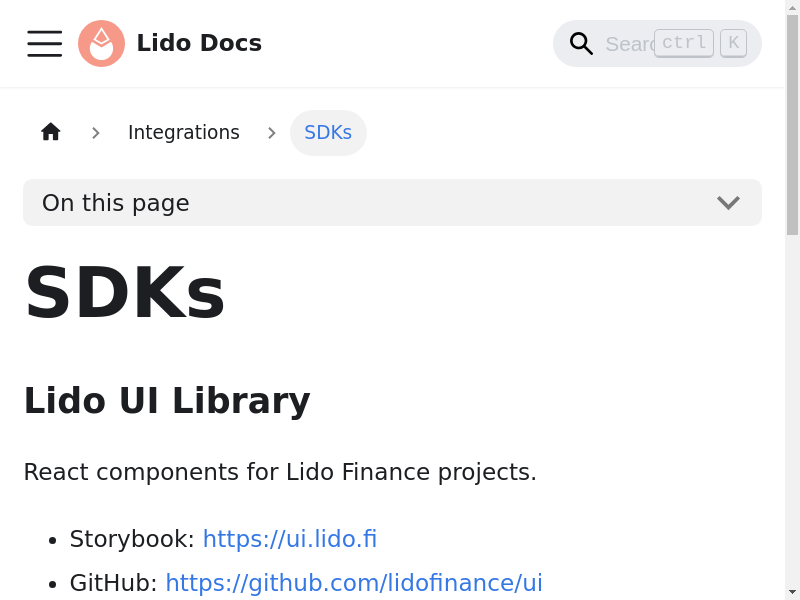 Lido Docs
ctrl K
Integrations
SDKs
On this page
SDKs
Lido UI Library
React components for Lido Finance projects.
Storybook: https://ui.lido.fi
GitHub: https://github.com/lidofinance/ui